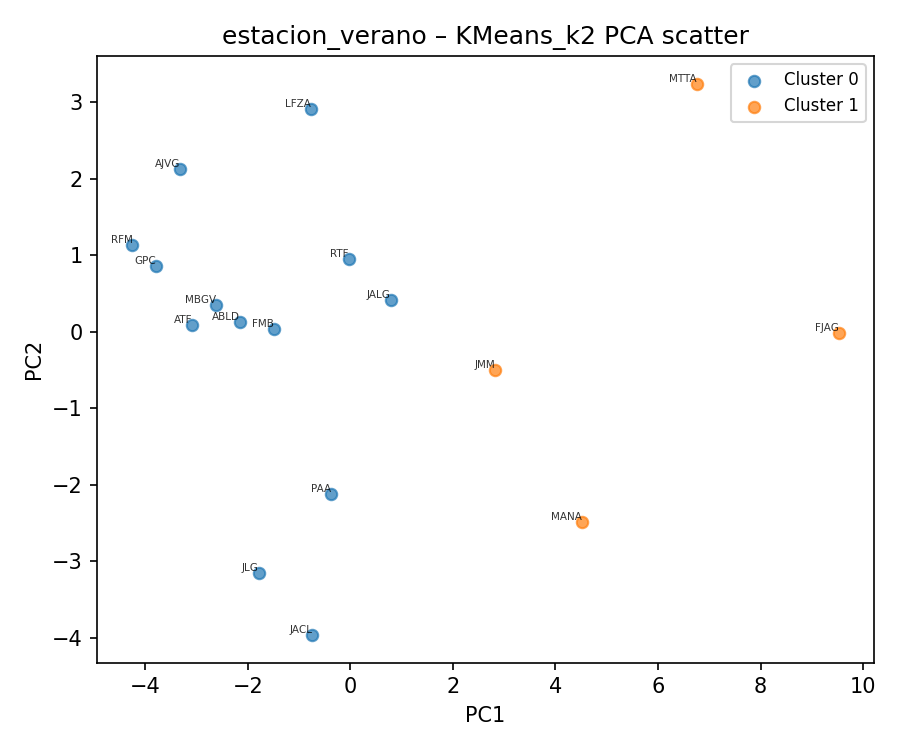 estacion_verano – KMeans_k2 PCA scatter
Cluster 0
Cluster 1
MTTA
LFZA
AJVG
RFM
GPC
RTF
JALG
MBGV
ATF
ABLD
FMB
FJAG
JMM
PAA
MANA
JLG
JACL
3
2
1
0
−1
−2
−3
−4
PC2
−4
−2
0
2
4
6
8
10
PC1